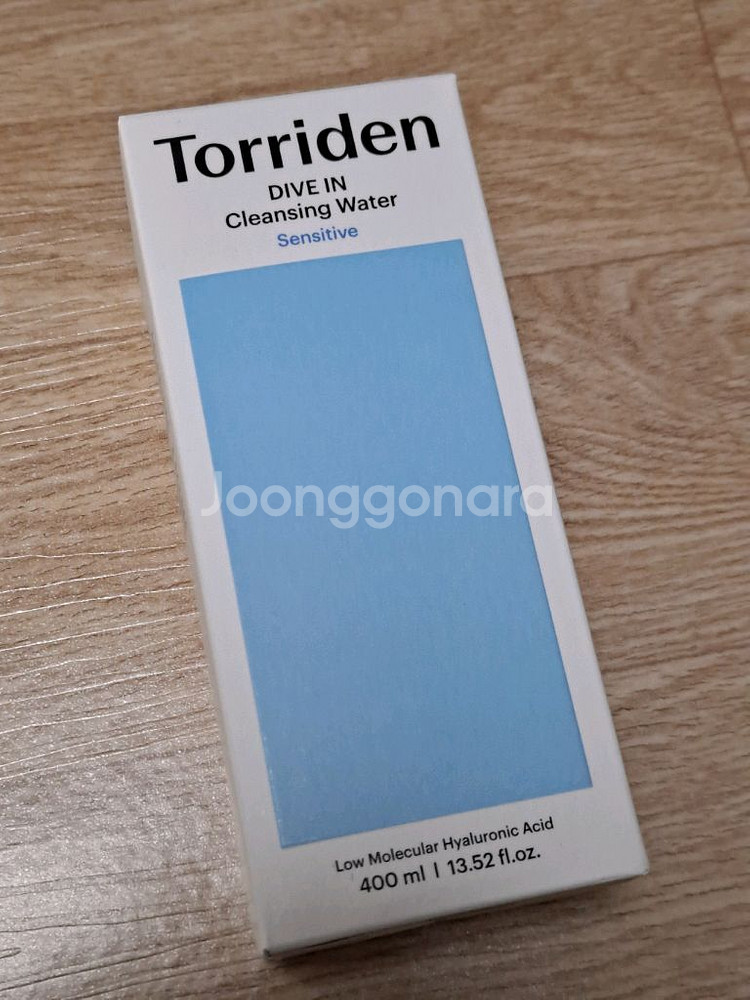 Torriden
DIVE IN
Cleansing Water
Sensitive
Joonggonara
Low Molecular Hyaluronic Acid
400 ml | 13.52 fl.oz.